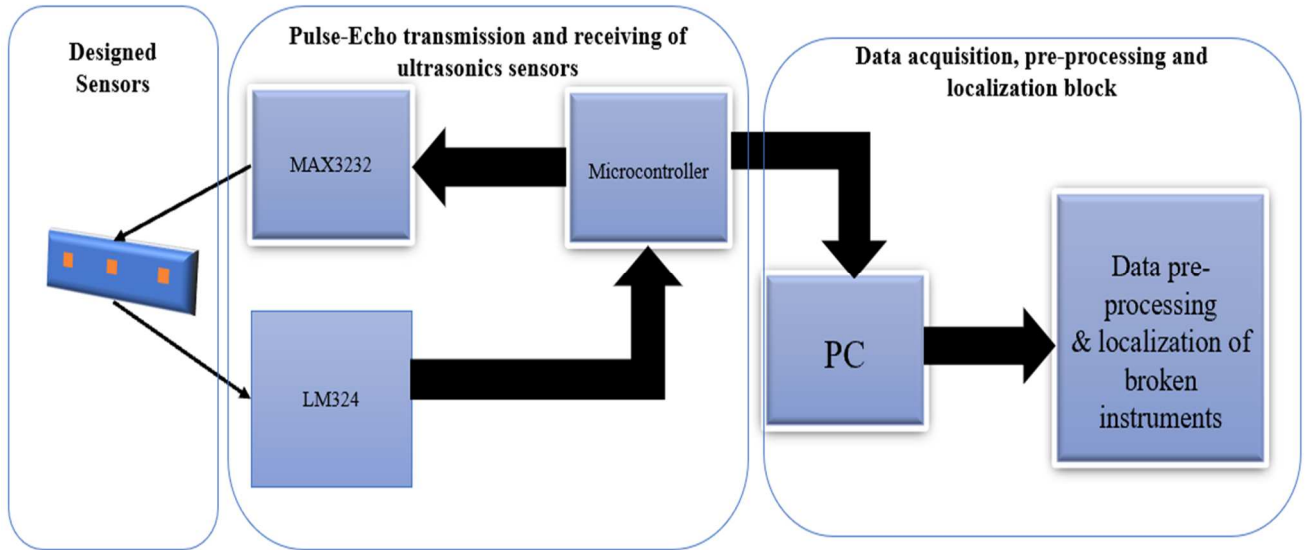 Designed
Sensors
Pulse-Echo transmission and receiving of
ultrasonics sensors
MAX3232
Microcontroller
LM324
Data acquisition, pre-processing and
localization block
PC
Data pre-
processing
& localization of
broken
instruments